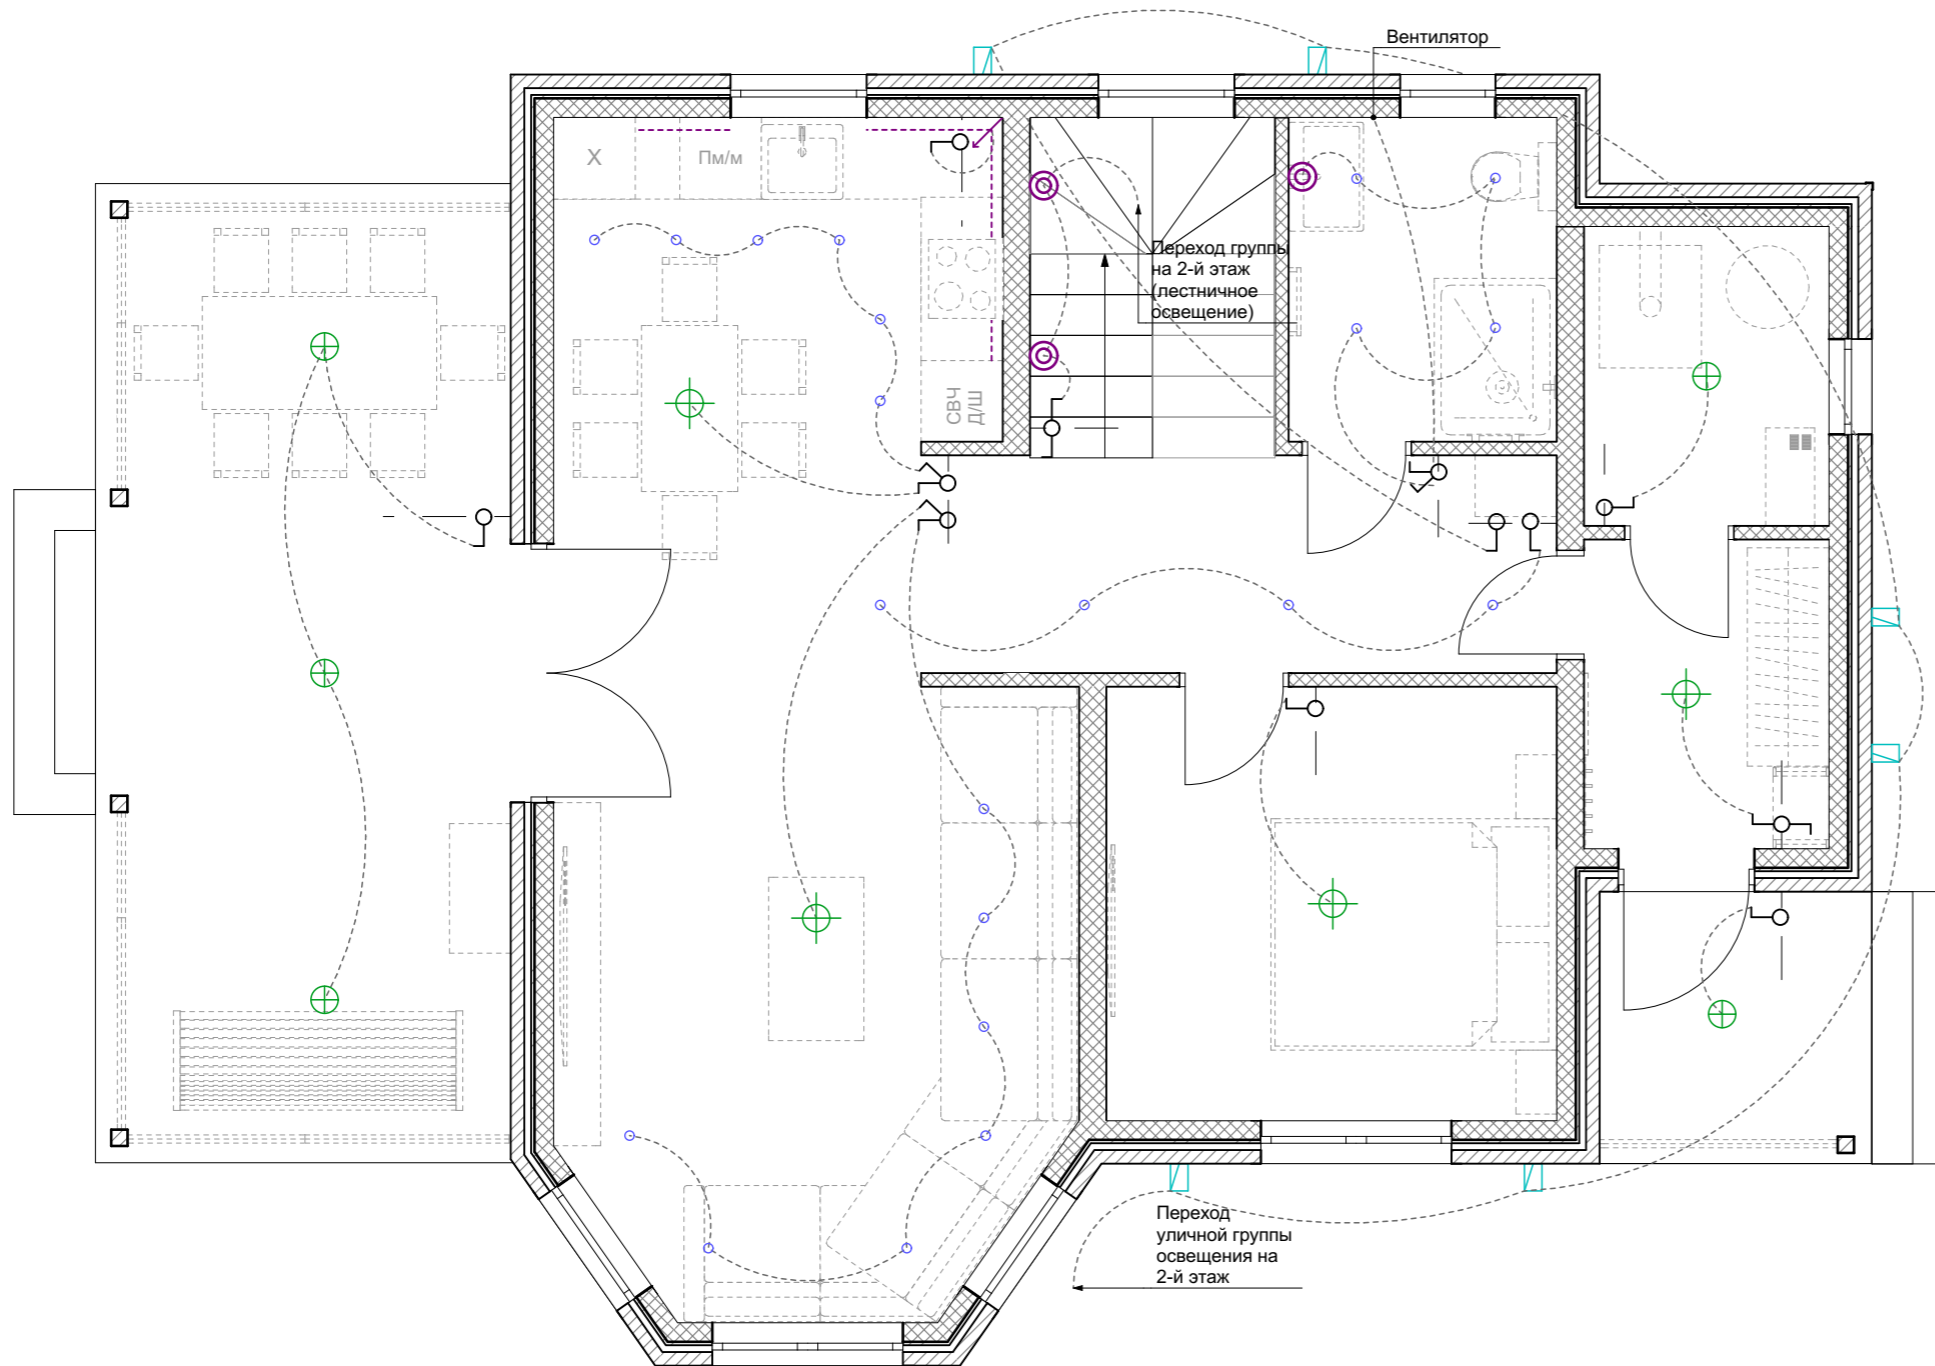 Вентилятор
Х
Пм/м
Переход группы
на 2-й этаж
(лестничное
освещение)
СВЧ
Д/Ш
Переход
уличной группы
освещения на
2-й этаж